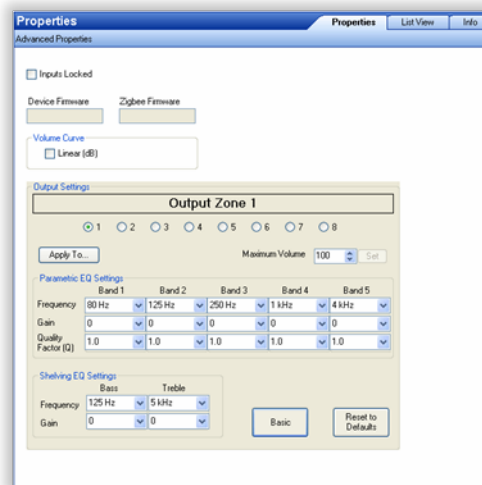 Properties Properties List View Info
Advanced Properties
Inputs Locked
Device Firmware Zigbee Firmware
Volume Curve
Linear (dB)
Output Settings
Output Zone 1
1 2 3 4 5 6 7 8
Apply To... Maximum Volume 100 Set
Parametric EQ Settings
Band 1 Band 2 Band 3 Band 4 Band 5
Frequency 80 Hz 125 Hz 250 Hz 1 kHz 4 kHz
Gain 0 0 0 0 0
Quality
Factor (Q) 1.0 1.0 1.0 1.0 1.0
Shelving EQ Settings
Bass Treble
Frequency 125 Hz 5 kHz
Gain 0 0
Basic
Reset to
Defaults